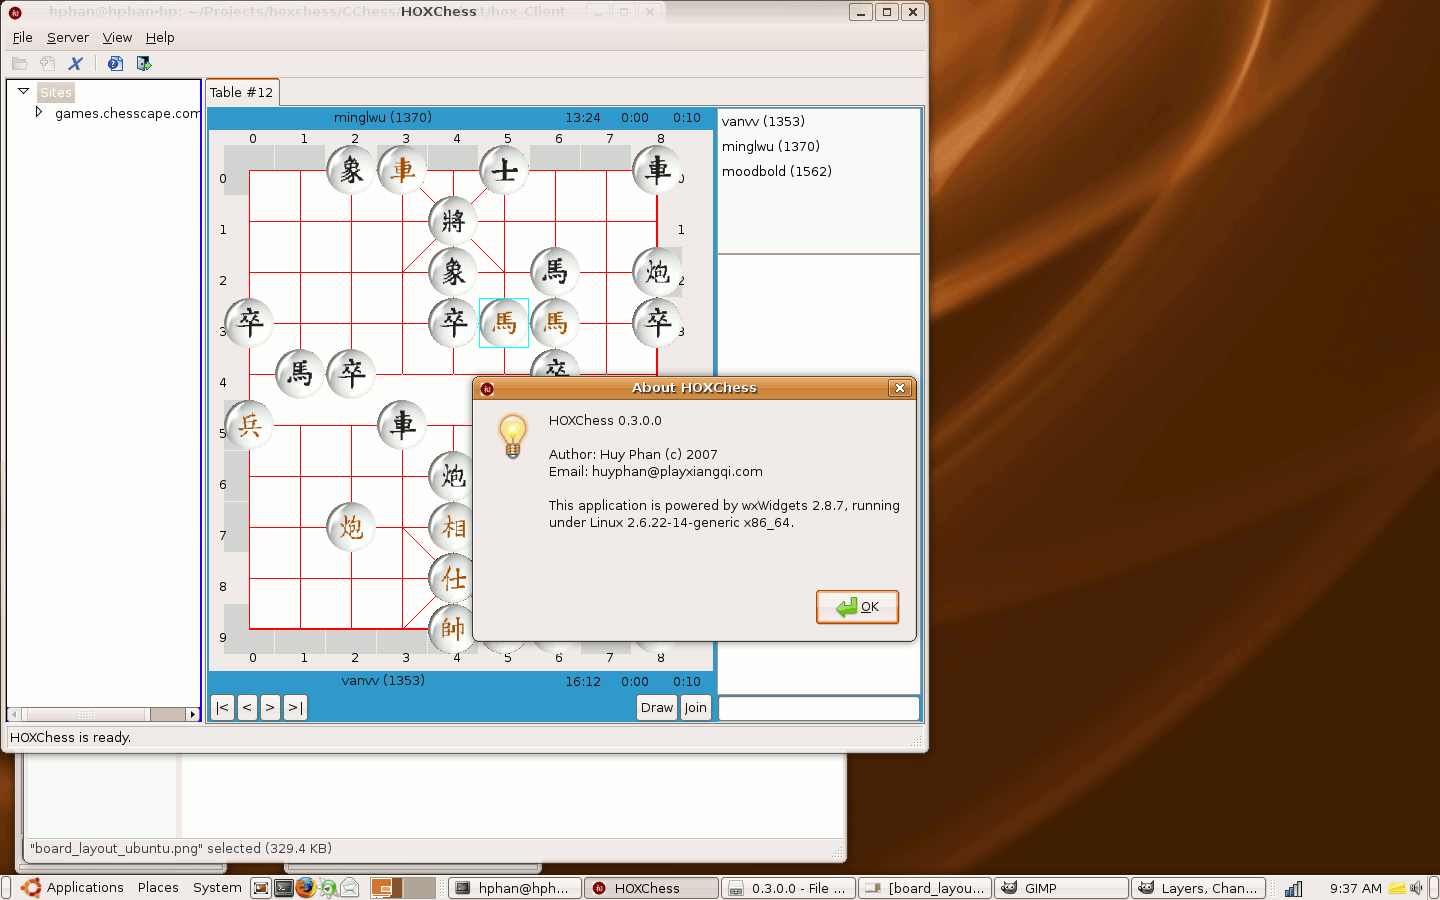 hphan@hphan-hp: ~/Projects/hoxchess/CChess/
HOXChess
t/hox_Client
File Server View Help
Sites
games.chesscape.com
Table #12
minglwu (1370) 13:24 0:00 0:10
0 1 2 3 4 5 6 7 8
0 象 車 士 車 0
1 將 1
2 象 馬 炮 2
3 卒 卒 馬 馬 卒 3
4 馬 卒 卒
5 兵 車
6 炮
7 炮 相
8 仕
9 帥
0 1 2 3 4 5 6 7 8
vanvv (1353) 16:12 0:00 0:10
|< < > >| Draw Join
vanvv (1353)
minglwu (1370)
moodbold (1562)
About HOXChess
HOXChess 0.3.0.0
Author: Huy Phan (c) 2007
Email: huyphan@playxiangqi.com
This application is powered by wxWidgets 2.8.7, running
under Linux 2.6.22-14-generic x86_64.
OK
HOXChess is ready.
"board_layout_ubuntu.png" selected (329.4 KB)
Applications Places System hphan@hph... HOXChess 0.3.0.0 - File ... [board_layou... GIMP Layers, Chan... 9:37 AM